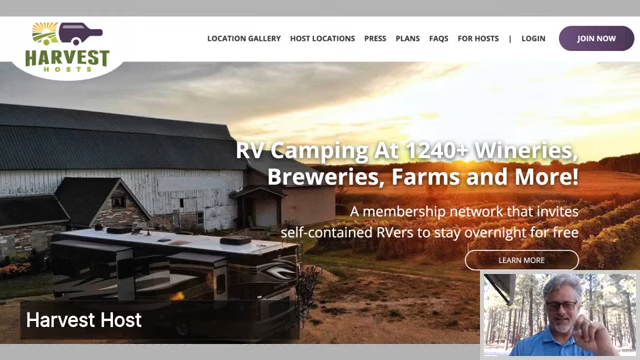 HARVEST
HOSTS
LOCATION GALLERY HOST LOCATIONS PRESS PLANS FAQS FOR HOSTS | LOGIN JOIN NOW
RV Camping At 1240+ Wineries,
Breweries, Farms and More!
A membership network that invites
self-contained RVers to stay overnight for free
LEARN MORE
Harvest Host